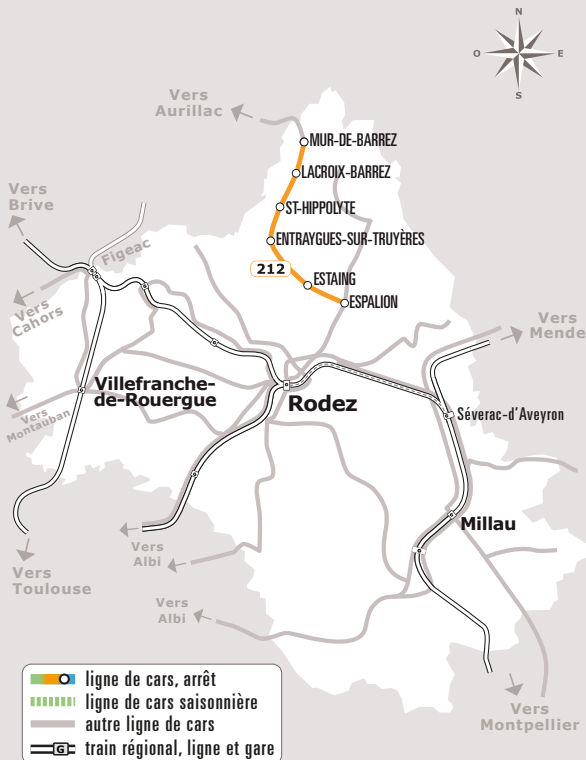 N
O
E
S
Vers
Aurillac
MUR-DE-BARREZ
LACROIX-BARREZ
Vers
Brive
ST-HIPPOLYTE
ENTRAYGUES-SUR-TRUYÈRES
Figeac
212
ESTAING
Vers
Cahors
ESPALION
Vers
Mende
Villefranche-
de-Rouergue
Rodez
Vers
Montauban
Séverac-d'Aveyron
Millau
Vers
Albi
Vers
Toulouse
Vers
Albi
ligne de cars, arrêt
ligne de cars saisonnière
autre ligne de cars
G
train régional, ligne et gare
Vers
Montpellier